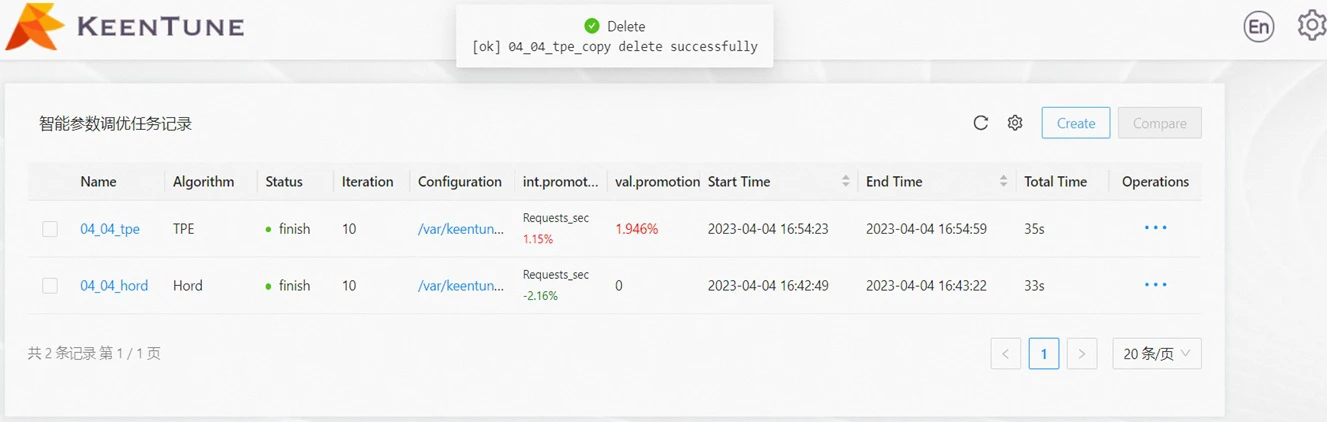 KEENTUNE
Delete
[ok] 04_04_tpe_copy delete successfully
En
智能参数调优任务记录
Create
Compare
Name Algorithm Status Iteration Configuration int.promot... val.promotion Start Time End Time Total Time Operations
04_04_tpe TPE finish 10 /var/keentun... Requests_sec 1.15% 1.946% 2023-04-04 16:54:23 2023-04-04 16:54:59 35s
04_04_hord Hord finish 10 /var/keentun... Requests_sec -2.16% 0 2023-04-04 16:42:49 2023-04-04 16:43:22 33s
共 2 条记录 第 1 / 1 页
< 1 > 20 条/页